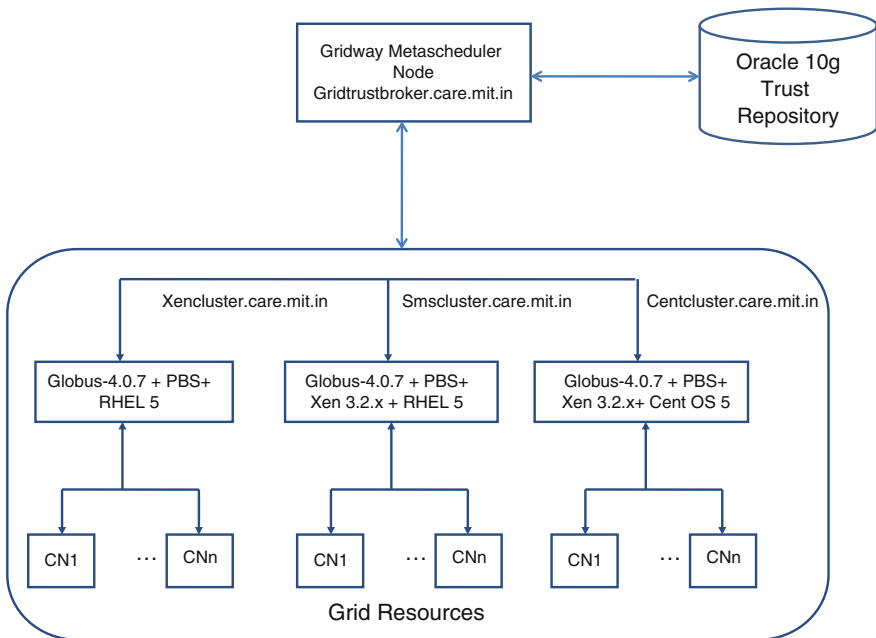 Gridway Metascheduler
Node
Gridtrustbroker.care.mit.in
Oracle 10g
Trust
Repository
Xencluster.care.mit.in
Smscluster.care.mit.in
Centcluster.care.mit.in
Globus-4.0.7 + PBS+
RHEL 5
Globus-4.0.7 + PBS+
Xen 3.2.x + RHEL 5
Globus-4.0.7 + PBS+
Xen 3.2.x+ Cent OS 5
CN1
...
CNn
CN1
...
CNn
CN1
...
CNn
Grid Resources